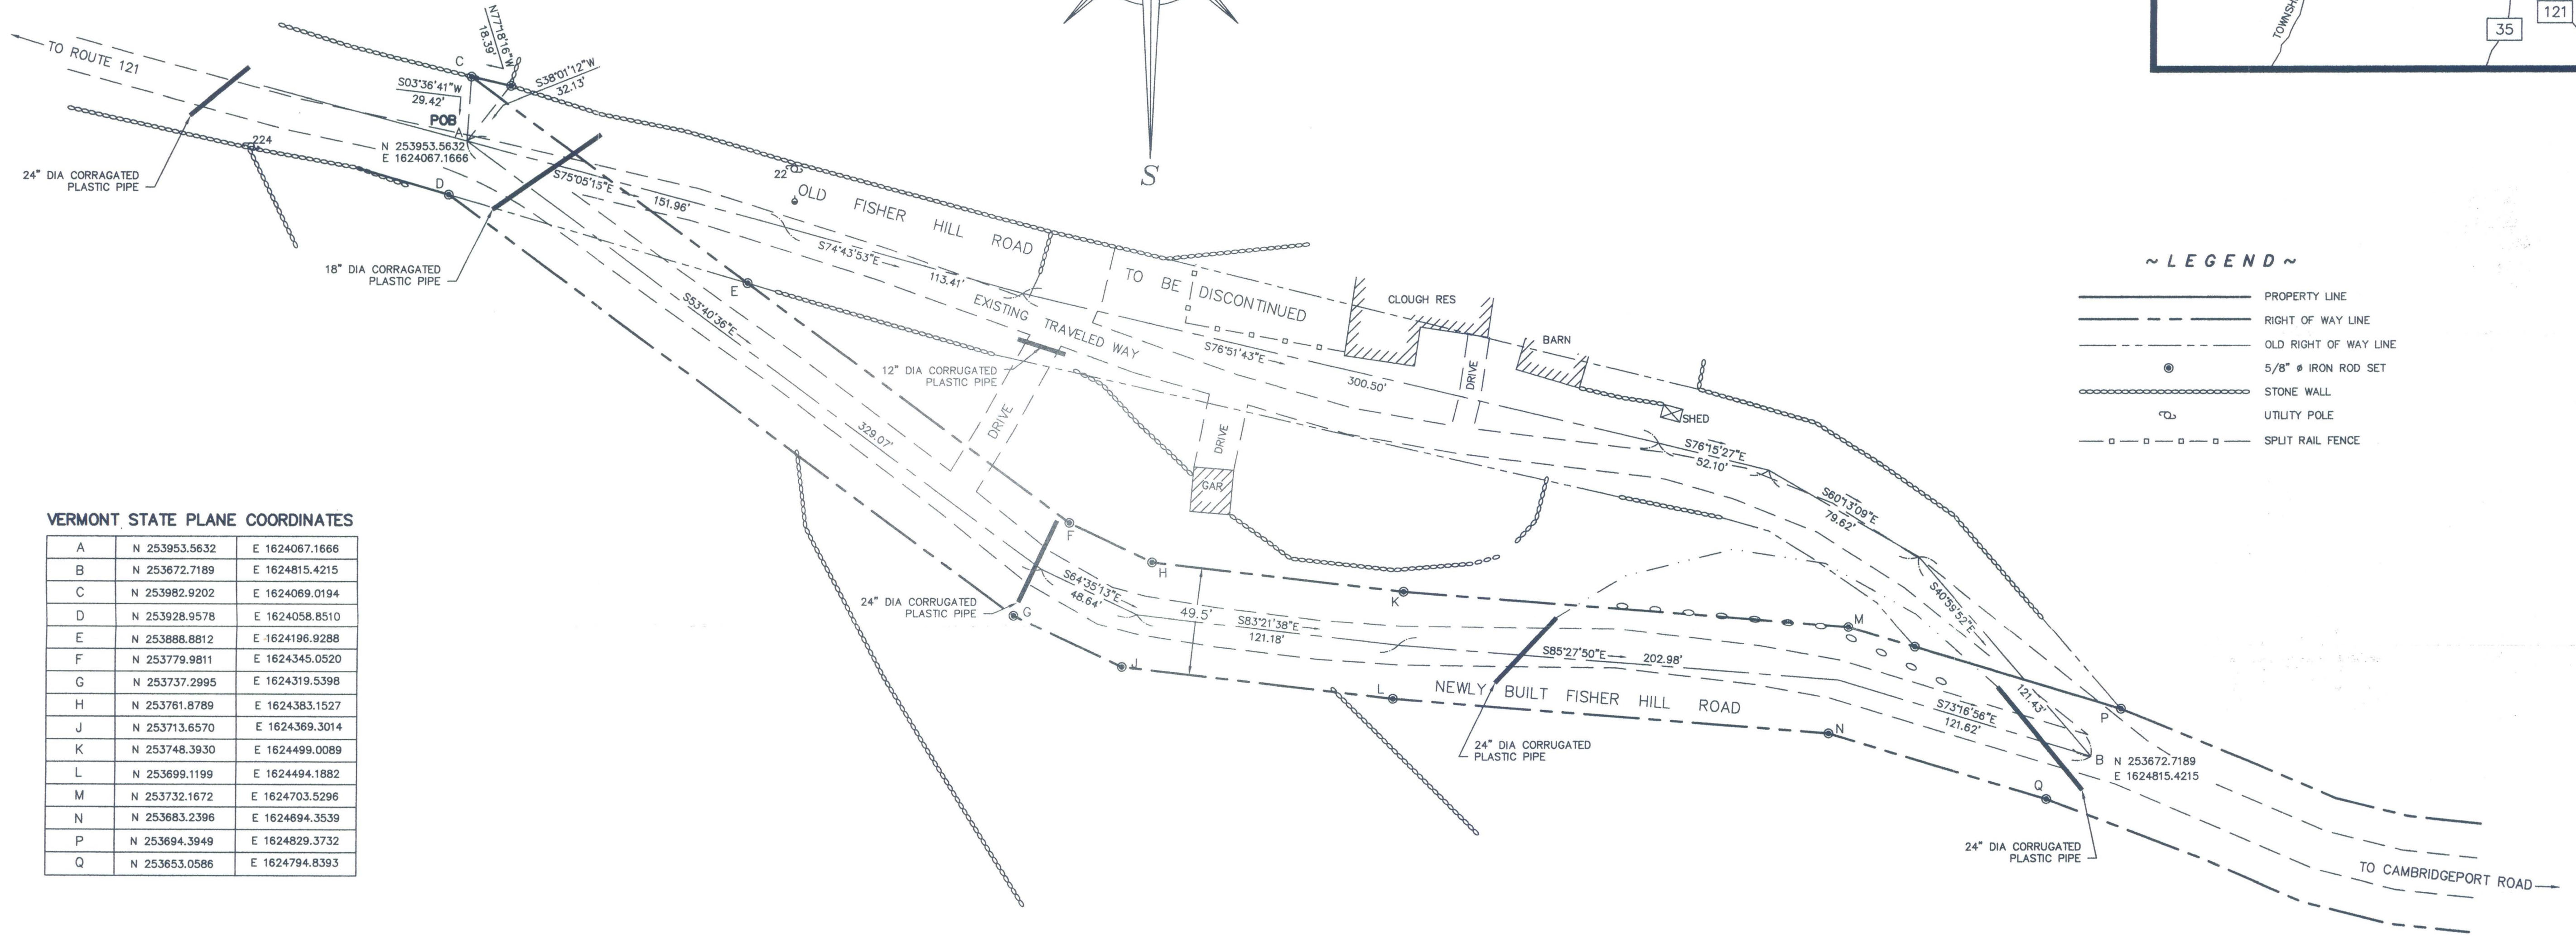 TO ROUTE 121
C
N77°18'16"W
18.39'
S38°01'12"W
32.13'
S03°36'41"W
29.42'
POB
A
N 253953.5632
E 1624067.1666
224
24" DIA CORRAGATED
PLASTIC PIPE
D
18" DIA CORRAGATED
PLASTIC PIPE
S75°05'15"E
151.96'
22
OLD FISHER HILL ROAD
TO BE DISCONTINUED
S74°43'53"E
113.41'
EXISTING TRAVELED WAY
E
S53°40'36"E
329.07'
12" DIA CORRUGATED
PLASTIC PIPE
DRIVE
DRIVE
GAR
S76°51'43"E
300.50'
CLOUGH RES
DRIVE
BARN
SHED
S76°15'27"E
52.10'
S60°13'09"E
79.62'
S40°59'52"E
121.43'
F
H
24" DIA CORRUGATED
PLASTIC PIPE
G
S64°35'13"E
48.64'
J
49.5'
S83°21'38"E
121.18'
K
L
NEWLY BUILT FISHER HILL ROAD
S85°27'50"E
202.98'
24" DIA CORRUGATED
PLASTIC PIPE
M
N
S73°16'56"E
121.62'
P
B N 253672.7189
E 1624815.4215
Q
24" DIA CORRUGATED
PLASTIC PIPE
TO CAMBRIDGEPORT ROAD
S
35
121
~ LEGEND ~
PROPERTY LINE
RIGHT OF WAY LINE
OLD RIGHT OF WAY LINE
5/8" ø IRON ROD SET
STONE WALL
UTILITY POLE
SPLIT RAIL FENCE
VERMONT STATE PLANE COORDINATES
A N 253953.5632 E 1624067.1666
B N 253672.7189 E 1624815.4215
C N 253982.9202 E 1624069.0194
D N 253928.9578 E 1624058.8510
E N 253888.8812 E 1624196.9288
F N 253779.9811 E 1624345.0520
G N 253737.2995 E 1624319.5398
H N 253761.8789 E 1624383.1527
J N 253713.6570 E 1624369.3014
K N 253748.3930 E 1624499.0089
L N 253699.1199 E 1624494.1882
M N 253732.1672 E 1624703.5296
N N 253683.2396 E 1624694.3539
P N 253694.3949 E 1624829.3732
Q N 253653.0586 E 1624794.8393